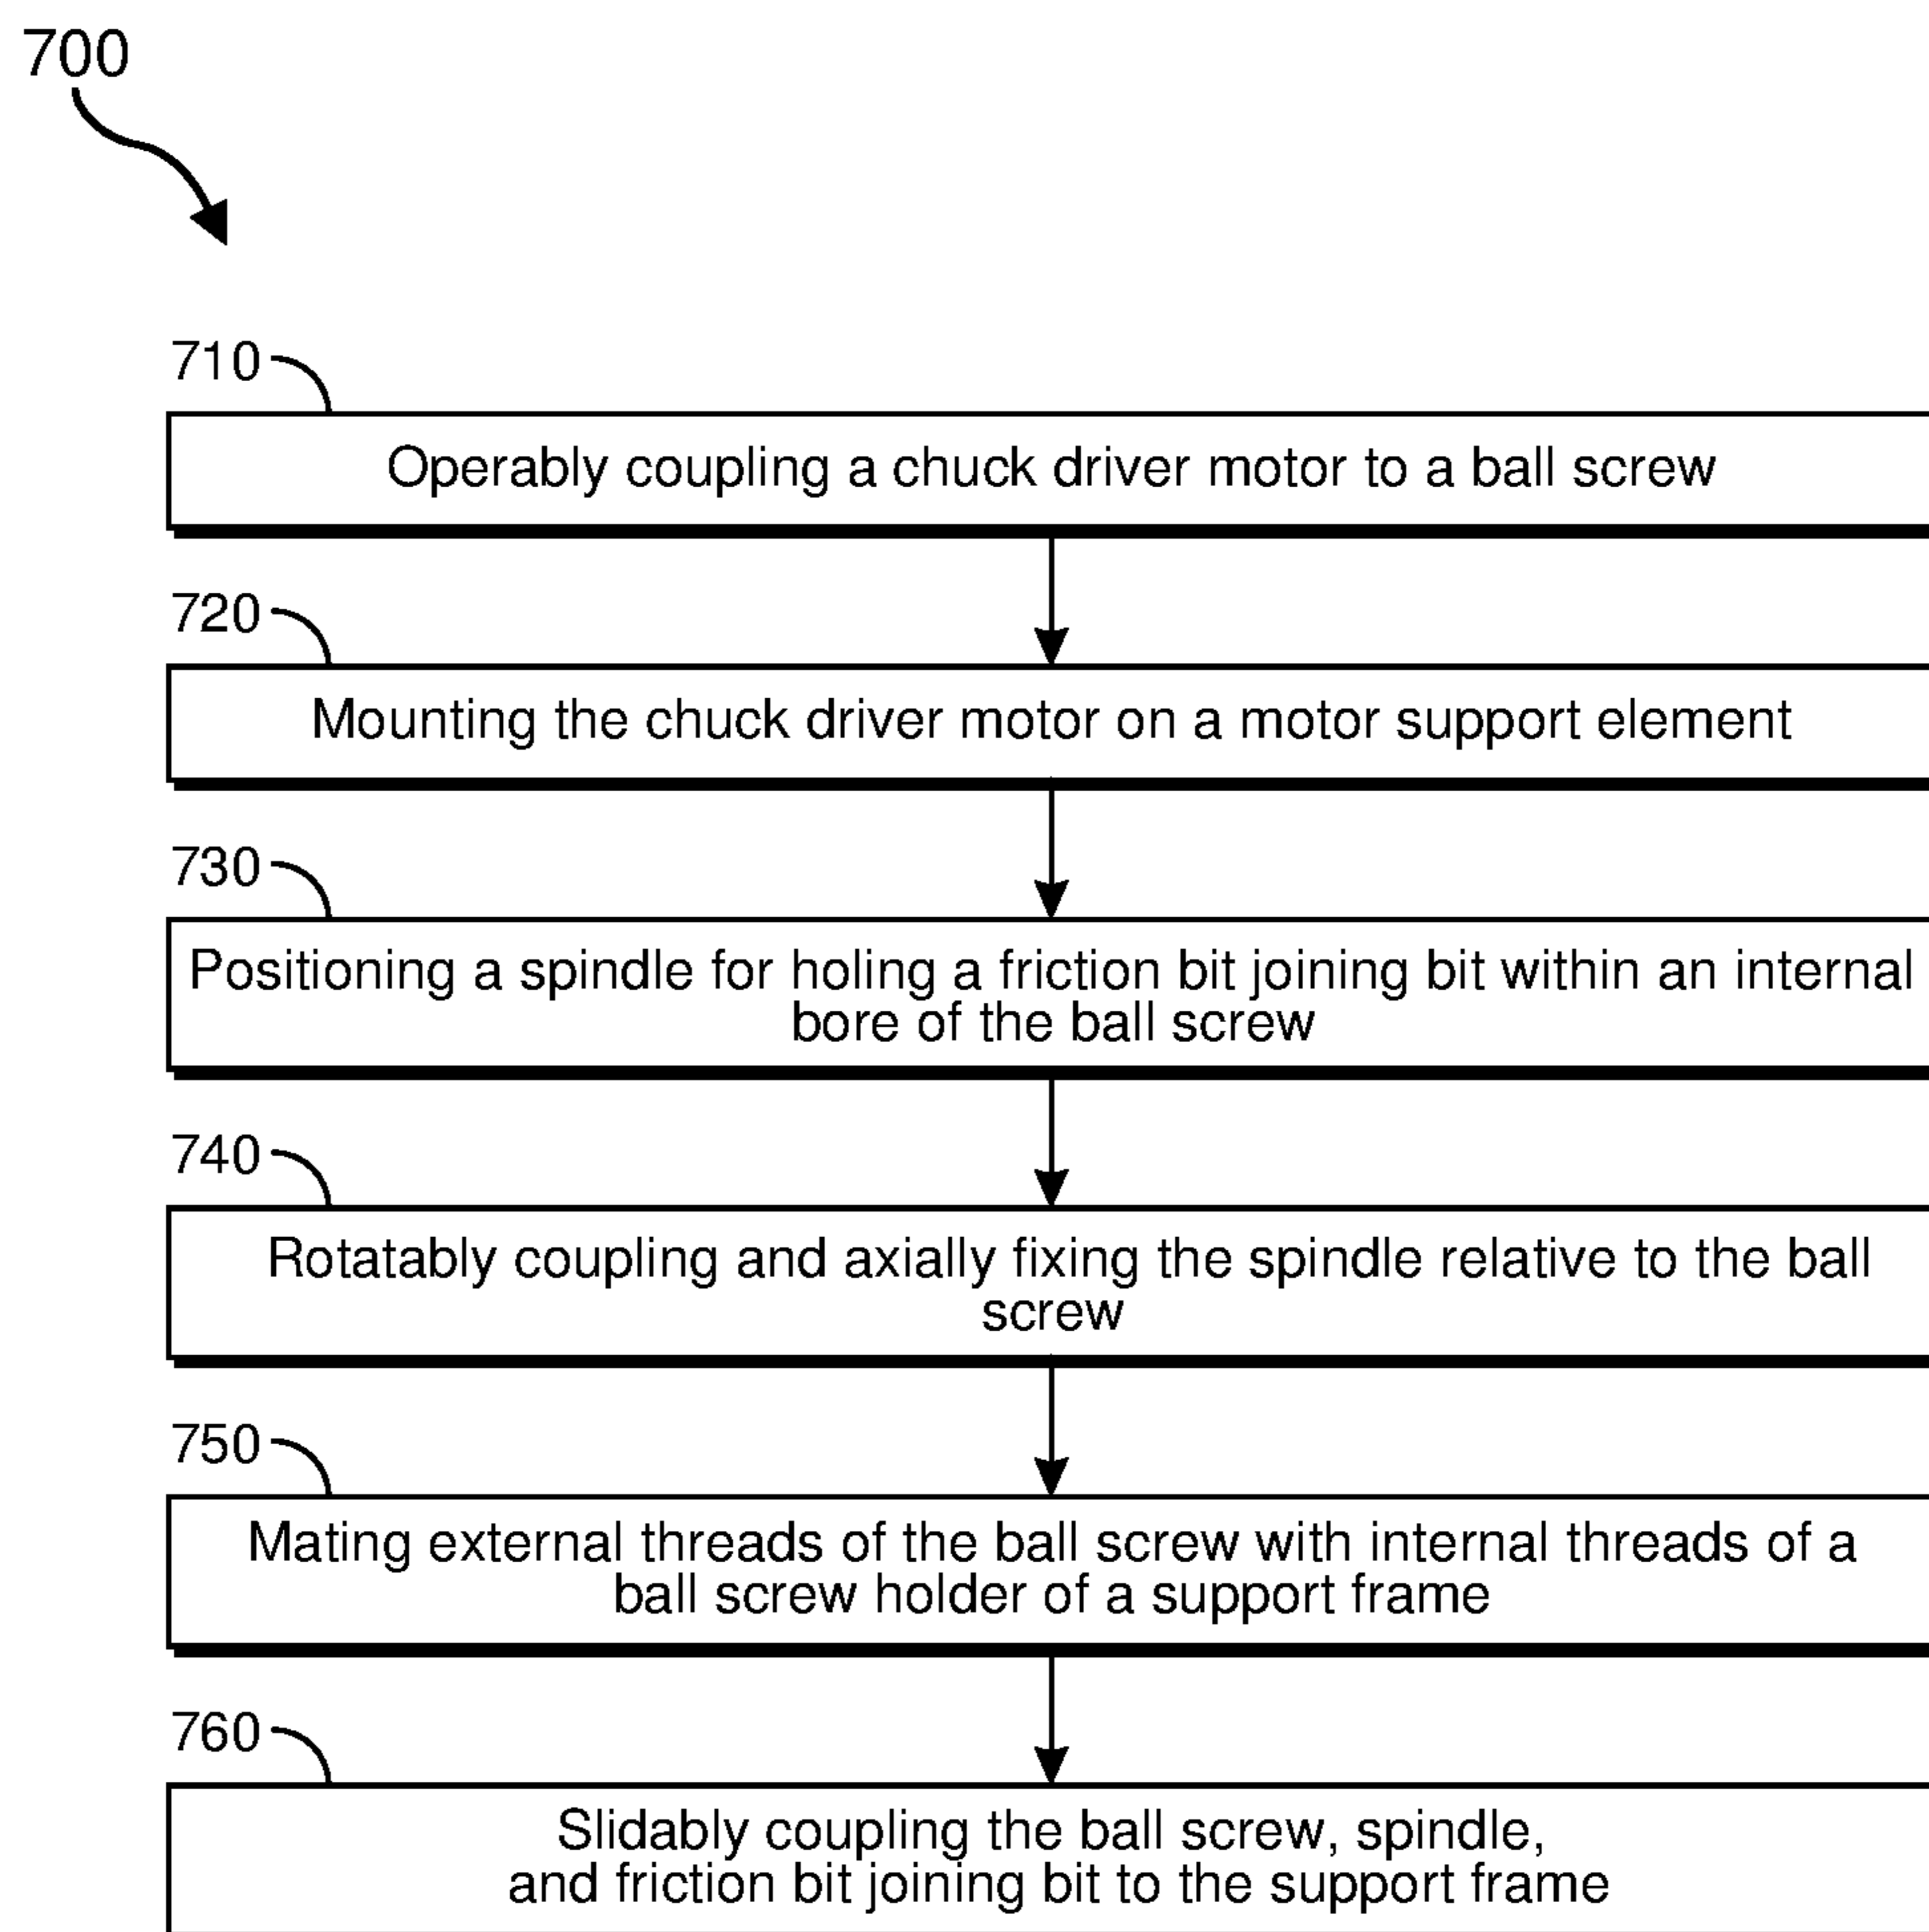 700
710
Operably coupling a chuck driver motor to a ball screw
720
Mounting the chuck driver motor on a motor support element
730
Positioning a spindle for holing a friction bit joining bit within an internal
bore of the ball screw
740
Rotatably coupling and axially fixing the spindle relative to the ball
screw
750
Mating external threads of the ball screw with internal threads of a
ball screw holder of a support frame
760
Slidably coupling the ball screw, spindle,
and friction bit joining bit to the support frame